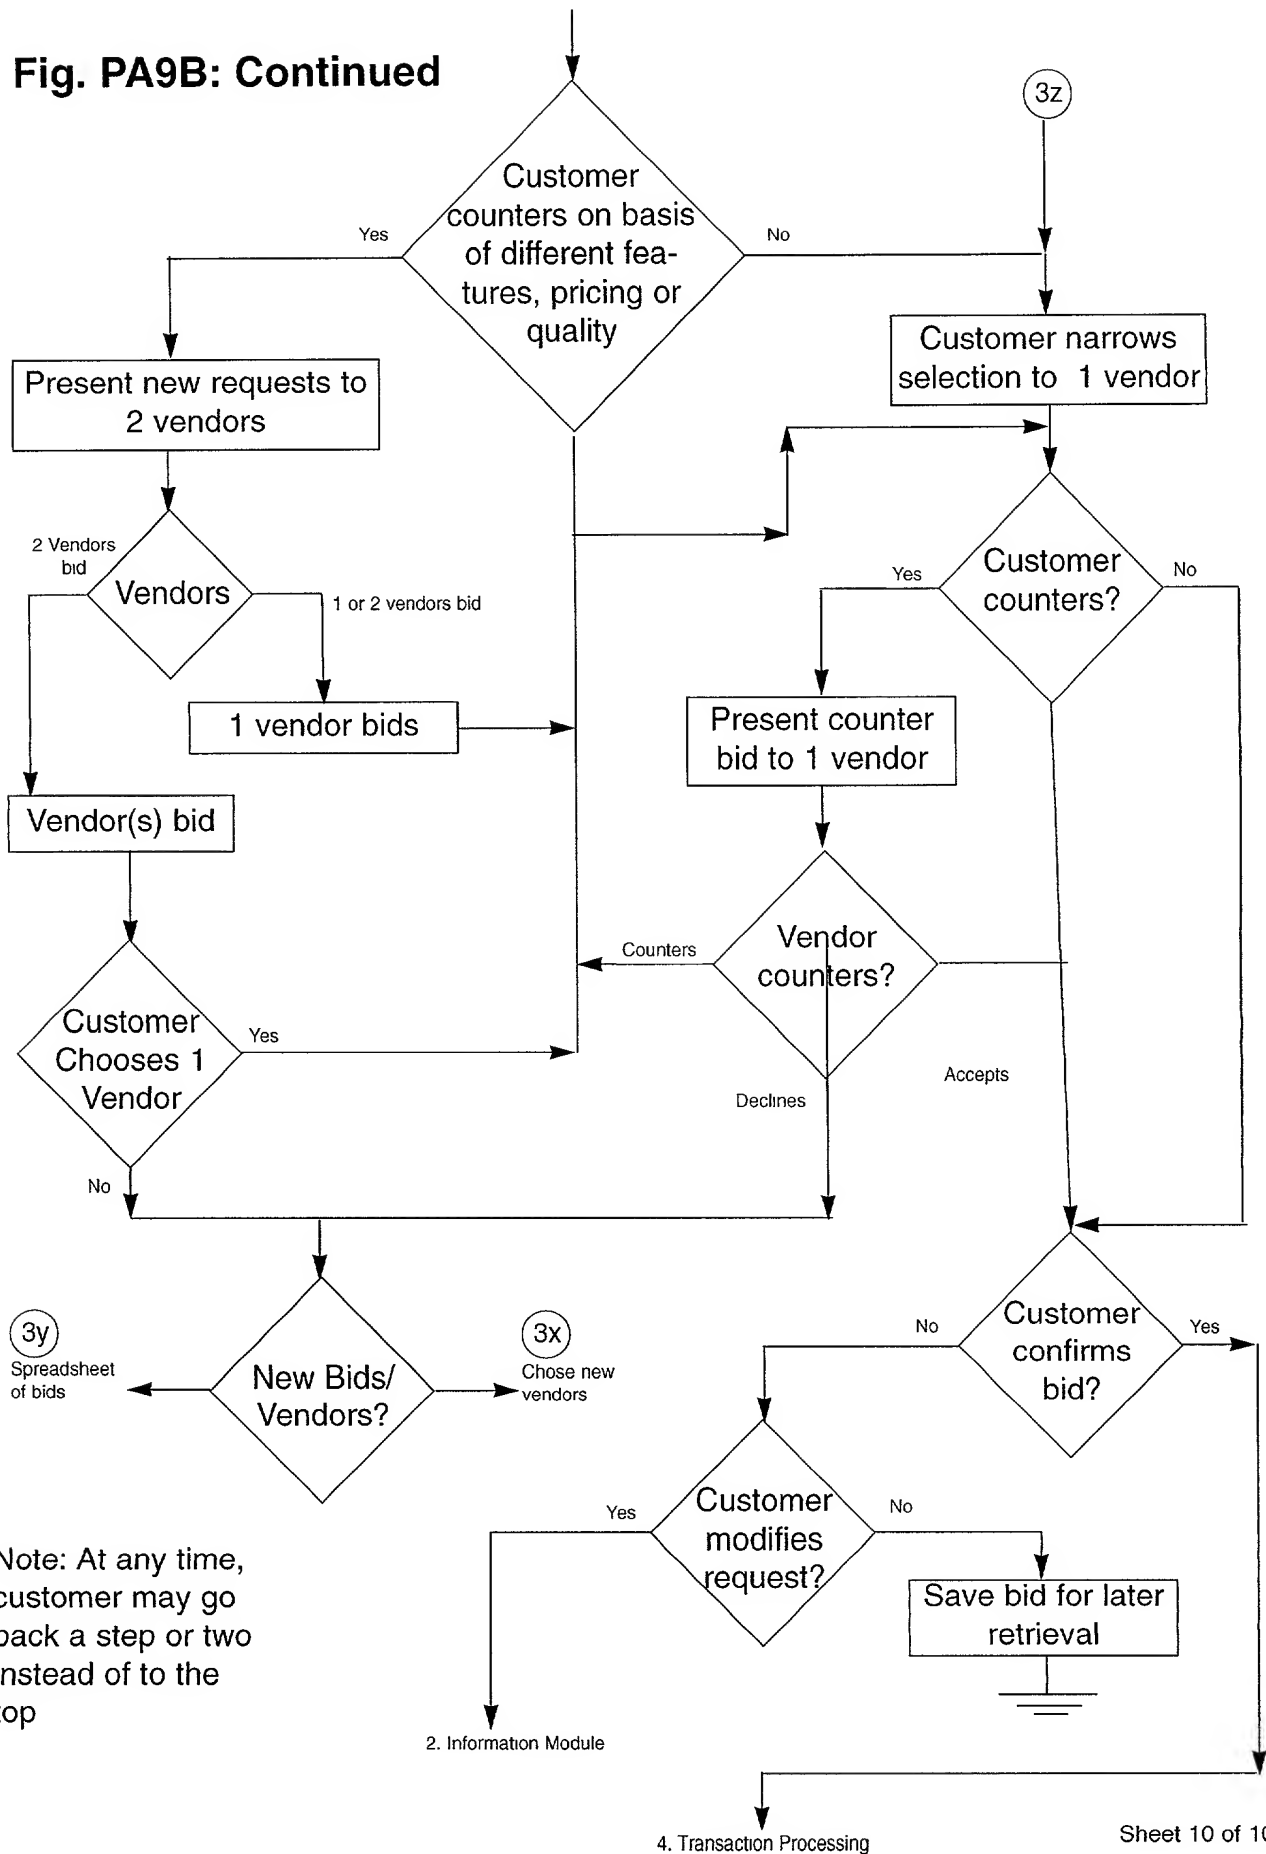 Fig. PA9B: Continued
3z
Customer
counters on basis
of different fea-
tures, pricing or
quality
Yes
No
Customer narrows
selection to 1 vendor
Present new requests to
2 vendors
2 Vendors
bid
Vendors
1 or 2 vendors bid
Customer
counters?
Yes
No
1 vendor bids
Present counter
bid to 1 vendor
Vendor(s) bid
Vendor
counters?
Counters
Customer
Chooses 1
Vendor
Yes
Declines
Accepts
No
3y
Spreadsheet
of bids
3x
Chose new
vendors
New Bids/
Vendors?
Customer
confirms
bid?
No
Yes
Customer
modifies
request?
Yes
No
Save bid for later
retrieval
Note: At any time,
customer may go
back a step or two
instead of to the
top
2. Information Module
4. Transaction Processing
Sheet 10 of 10